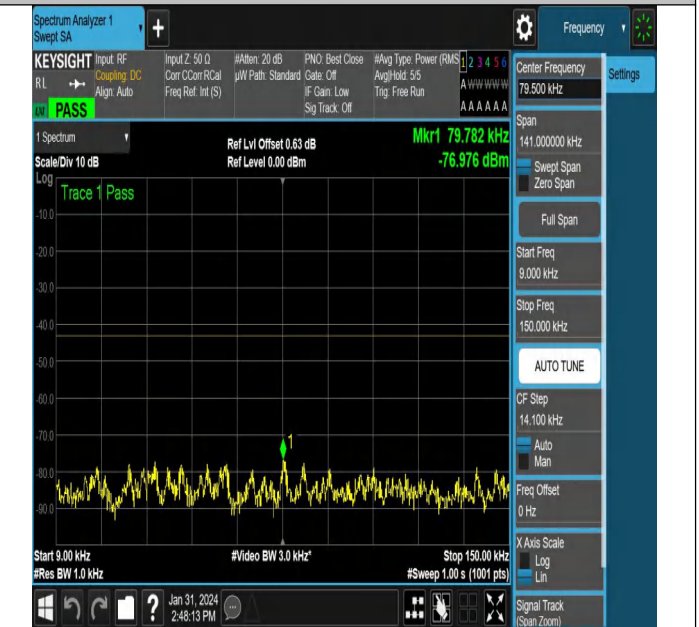 Spectrum Analyzer 1
Swept SA
+
Frequency
KEYSIGHT
RL
PASS
Input: RF
Coupling: DC
Align: Auto
Input Z: 50 Ω
Corr CCorr RCal
Freq Ref: Int (S)
#Atten: 20 dB
µW Path: Standard
PNO: Best Close
Gate: Off
IF Gain: Low
Sig Track: Off
#Avg Type: Power (RMS
Avg|Hold: 5/5
Trig: Free Run
1 2 3 4 5 6
A W W W W W
A A A A A A
1 Spectrum
Scale/Div 10 dB
Ref Lvl Offset 0.63 dB
Ref Level 0.00 dBm
Mkr1 79.782 kHz
-76.976 dBm
Log
Trace 1 Pass
-10.0
-20.0
-30.0
-40.0
-50.0
-60.0
-70.0
-80.0
-90.0
1
Start 9.00 kHz
#Video BW 3.0 kHz*
Stop 150.00 kHz
#Res BW 1.0 kHz
#Sweep 1.00 s (1001 pts)
?
Jan 31, 2024
2:48:13 PM
Center Frequency
79.500 kHz
Settings
Span
141.000000 kHz
Swept Span
Zero Span
Full Span
Start Freq
9.000 kHz
Stop Freq
150.000 kHz
AUTO TUNE
CF Step
14.100 kHz
Auto
Man
Freq Offset
0 Hz
X Axis Scale
Log
Lin
Signal Track
(Span Zoom)